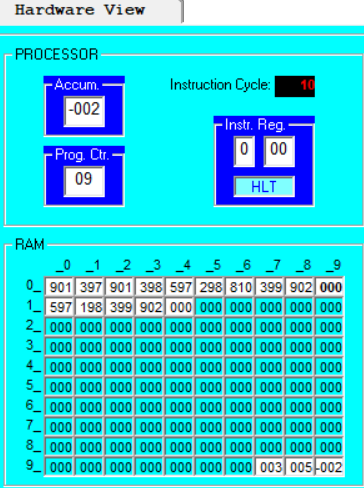 Hardware View
PROCESSOR
Accum.
-002
Instruction Cycle: 10
Prog. Ctr.
09
Instr. Reg.
0 00
HLT
RAM
_0 _1 _2 _3 _4 _5 _6 _7 _8 _9
0_ 901 397 901 398 597 298 810 399 902 000
1_ 597 198 399 902 000 000 000 000 000 000
2_ 000 000 000 000 000 000 000 000 000 000
3_ 000 000 000 000 000 000 000 000 000 000
4_ 000 000 000 000 000 000 000 000 000 000
5_ 000 000 000 000 000 000 000 000 000 000
6_ 000 000 000 000 000 000 000 000 000 000
7_ 000 000 000 000 000 000 000 000 000 000
8_ 000 000 000 000 000 000 000 000 000 000
9_ 000 000 000 000 000 000 000 003 005 -002